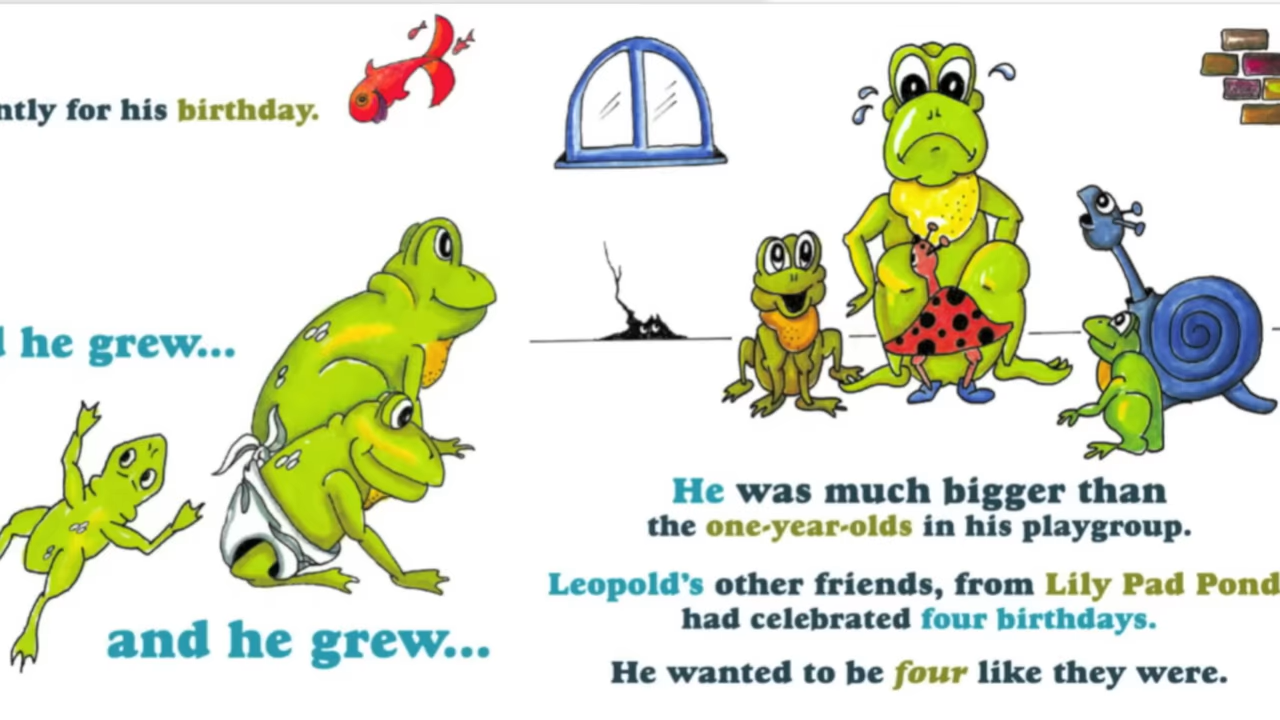 for his birthday.
he grew...
and he grew...
He was much bigger than
the one-year-olds in his playgroup.
Leopold's other friends, from Lily Pad Pond
had celebrated four birthdays.
He wanted to be four like they were.